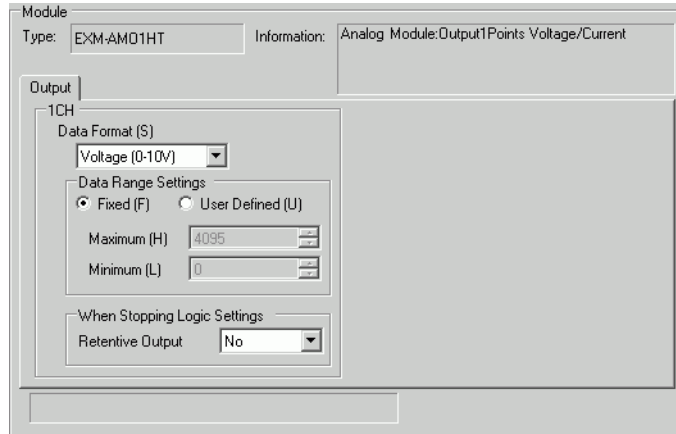 Module
Type: EXM-AMO1HT Information: Analog Module:Output1Points Voltage/Current
Output
1CH
Data Format (S)
Voltage (0-10V)
Data Range Settings
Fixed (F) User Defined (U)
Maximum (H) 4095
Minimum (L) 0
When Stopping Logic Settings
Retentive Output No